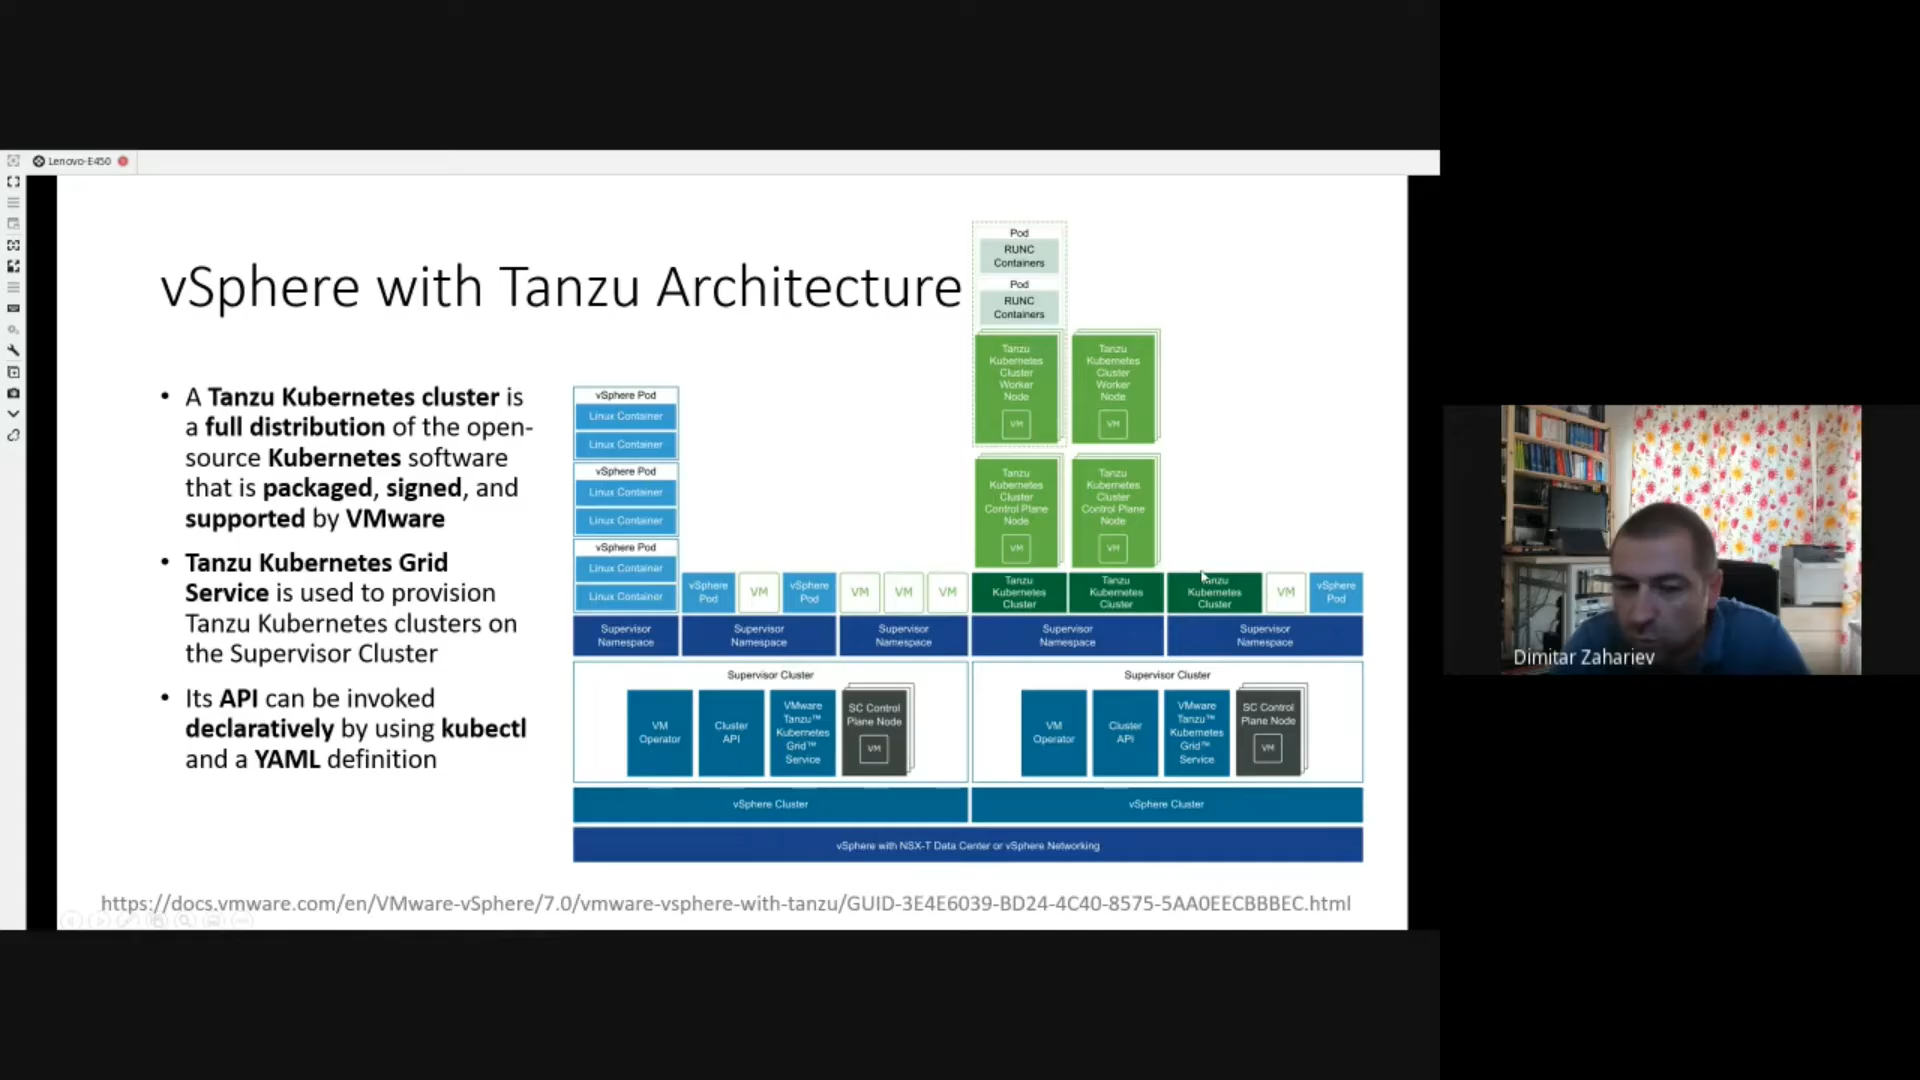 Lenovo-E450
vSphere with Tanzu Architecture
• A Tanzu Kubernetes cluster is
a full distribution of the open-
source Kubernetes software
that is packaged, signed, and
supported by VMware
• Tanzu Kubernetes Grid
Service is used to provision
Tanzu Kubernetes clusters on
the Supervisor Cluster
• Its API can be invoked
declaratively by using kubectl
and a YAML definition
Pod
RUNC
Containers
Pod
RUNC
Containers
Tanzu
Kubernetes
Cluster
Worker
Node
VM
Tanzu
Kubernetes
Cluster
Worker
Node
VM
Tanzu
Kubernetes
Cluster
Control Plane
Node
VM
Tanzu
Kubernetes
Cluster
Control Plane
Node
VM
vSphere Pod
Linux Container
Linux Container
vSphere Pod
Linux Container
Linux Container
vSphere Pod
Linux Container
Linux Container
vSphere
Pod
VM
vSphere
Pod
VM
VM
VM
Tanzu
Kubernetes
Cluster
Tanzu
Kubernetes
Cluster
Tanzu
Kubernetes
Cluster
VM
vSphere
Pod
Supervisor
Namespace
Supervisor
Namespace
Supervisor
Namespace
Supervisor
Namespace
Supervisor
Namespace
Supervisor Cluster
VM
Operator
Cluster
API
VMware
Tanzu™
Kubernetes
Grid™
Service
SC Control
Plane Node
VM
Supervisor Cluster
VM
Operator
Cluster
API
VMware
Tanzu™
Kubernetes
Grid™
Service
SC Control
Plane Node
VM
vSphere Cluster
vSphere Cluster
vSphere with NSX-T Data Center or vSphere Networking
https://docs.vmware.com/en/VMware-vSphere/7.0/vmware-vsphere-with-tanzu/GUID-3E4E6039-BD24-4C40-8575-5AA0EECBBBEC.html
Dimitar Zahariev